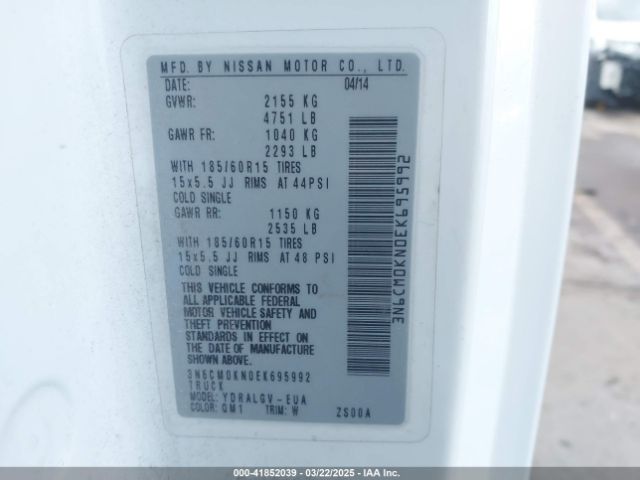 MFD. BY NISSAN MOTOR CO., LTD.
DATE: 04/14
GVWR: 2155 KG
4751 LB
GAWR FR: 1040 KG
2293 LB
WITH 185/60R15 TIRES
15x5.5 JJ RIMS AT 44PSI
COLD SINGLE
GAWR RR: 1150 KG
2535 LB
WITH 185/60R15 TIRES
15x5.5 JJ RIMS AT 48 PSI
COLD SINGLE
THIS VEHICLE CONFORMS TO
ALL APPLICABLE FEDERAL
MOTOR VEHICLE SAFETY AND
THEFT PREVENTION
STANDARDS IN EFFECT ON
THE DATE OF MANUFACTURE
SHOWN ABOVE.
3N6CM0KN0EK695992
TRUCK
MODEL: YDRALGV-EUA
COLOR: QM1 TRIM: W ZS00A
3N6CM0KN0EK695992
000-41852039 - 03/22/2025 - IAA Inc.